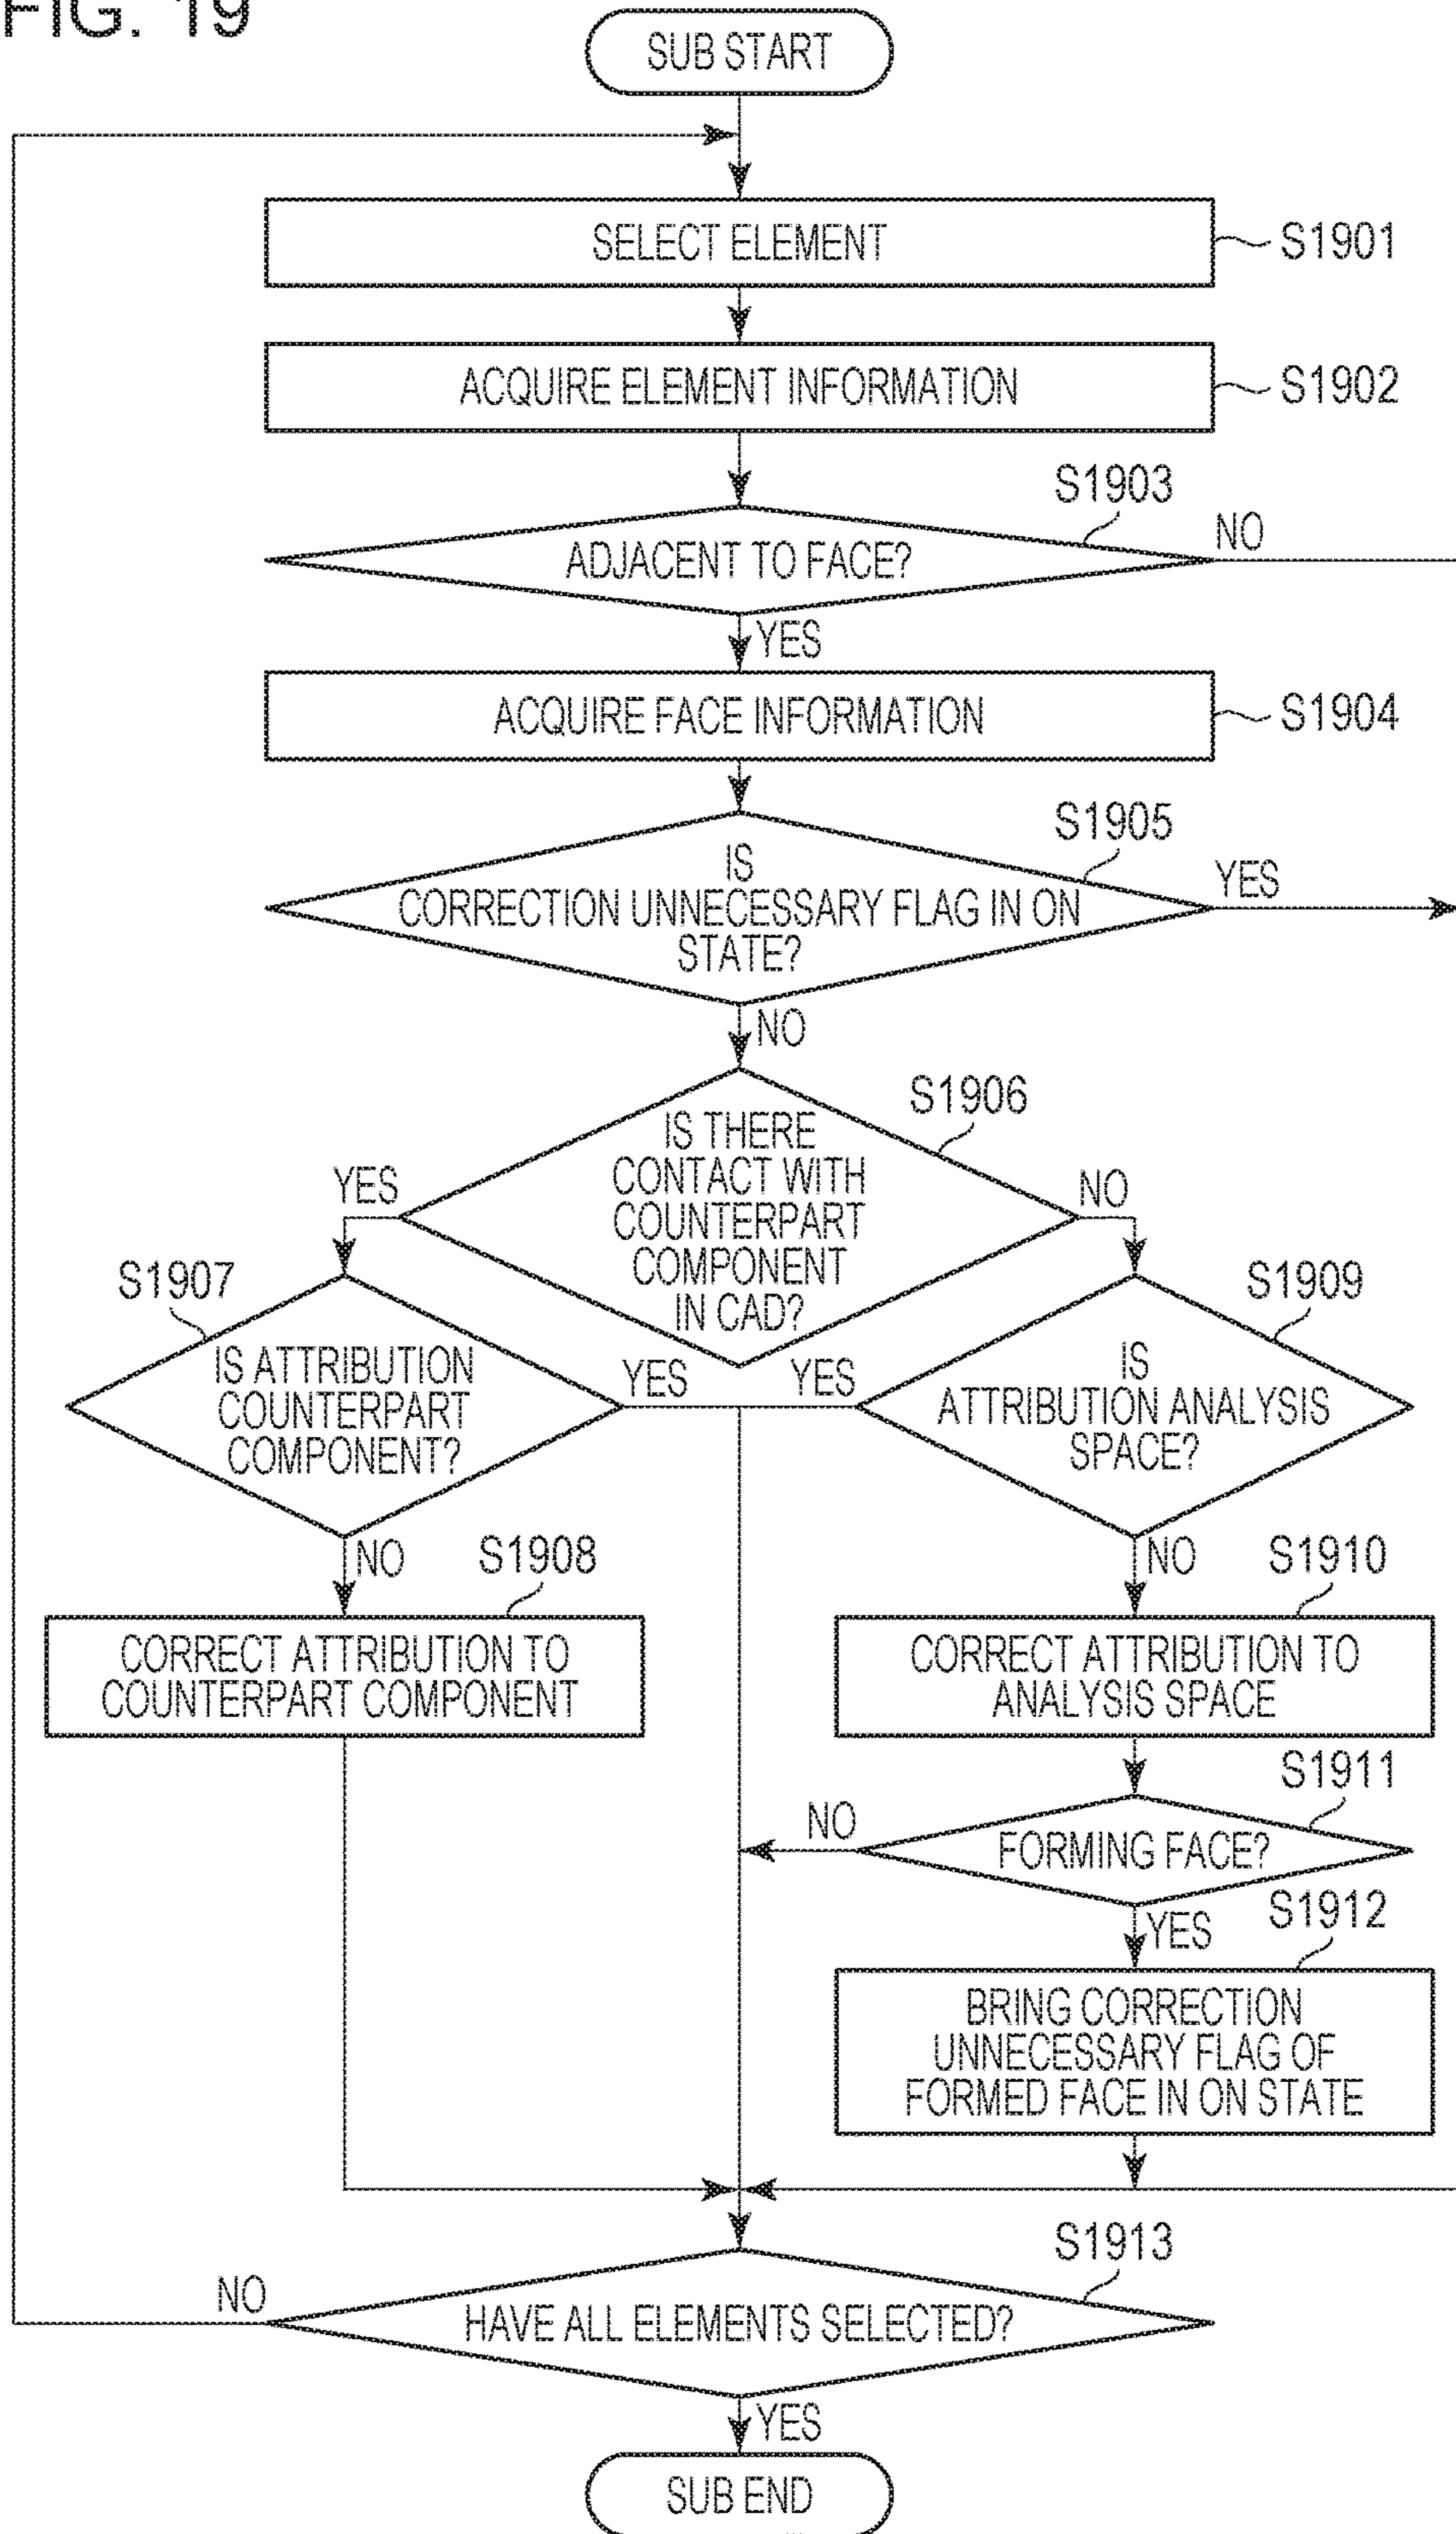 FIG. 19
SUB START
SELECT ELEMENT
S1901
ACQUIRE ELEMENT INFORMATION
S1902
S1903
ADJACENT TO FACE?
NO
YES
ACQUIRE FACE INFORMATION
S1904
S1905
IS
CORRECTION UNNECESSARY FLAG IN ON
STATE?
YES
NO
S1906
IS THERE
CONTACT WITH
COUNTERPART
COMPONENT
IN CAD?
YES
NO
S1907
IS ATTRIBUTION
COUNTERPART
COMPONENT?
YES
NO
S1908
CORRECT ATTRIBUTION TO
COUNTERPART COMPONENT
S1909
IS
ATTRIBUTION ANALYSIS
SPACE?
YES
NO
S1910
CORRECT ATTRIBUTION TO
ANALYSIS SPACE
S1911
FORMING FACE?
NO
YES
S1912
BRING CORRECTION
UNNECESSARY FLAG OF
FORMED FACE IN ON STATE
S1913
HAVE ALL ELEMENTS SELECTED?
NO
YES
SUB END